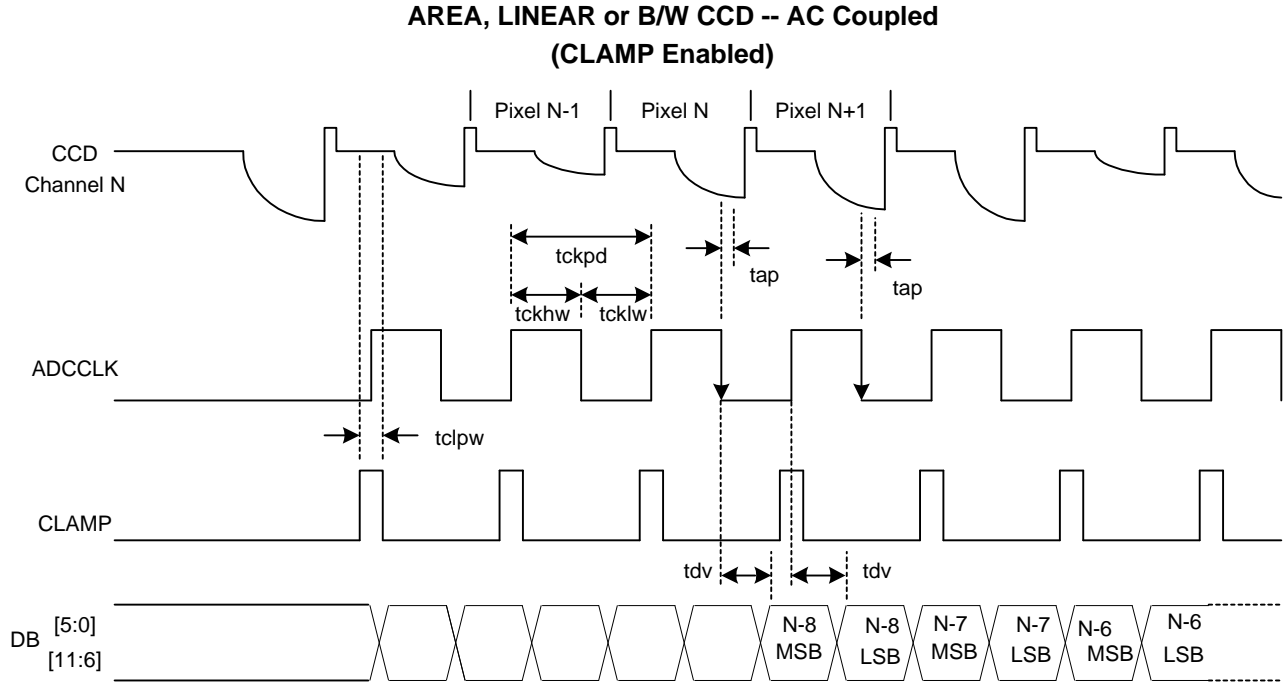 AREA, LINEAR or B/W CCD -- AC Coupled
(CLAMP Enabled)
Pixel N-1
Pixel N
Pixel N+1
CCD
Channel N
tckpd
tap
tap
tckhw
tcklw
ADCCLK
tclpw
CLAMP
tdv
tdv
DB
[5:0]
[11:6]
N-8
MSB
N-8
LSB
N-7
MSB
N-7
LSB
N-6
MSB
N-6
LSB